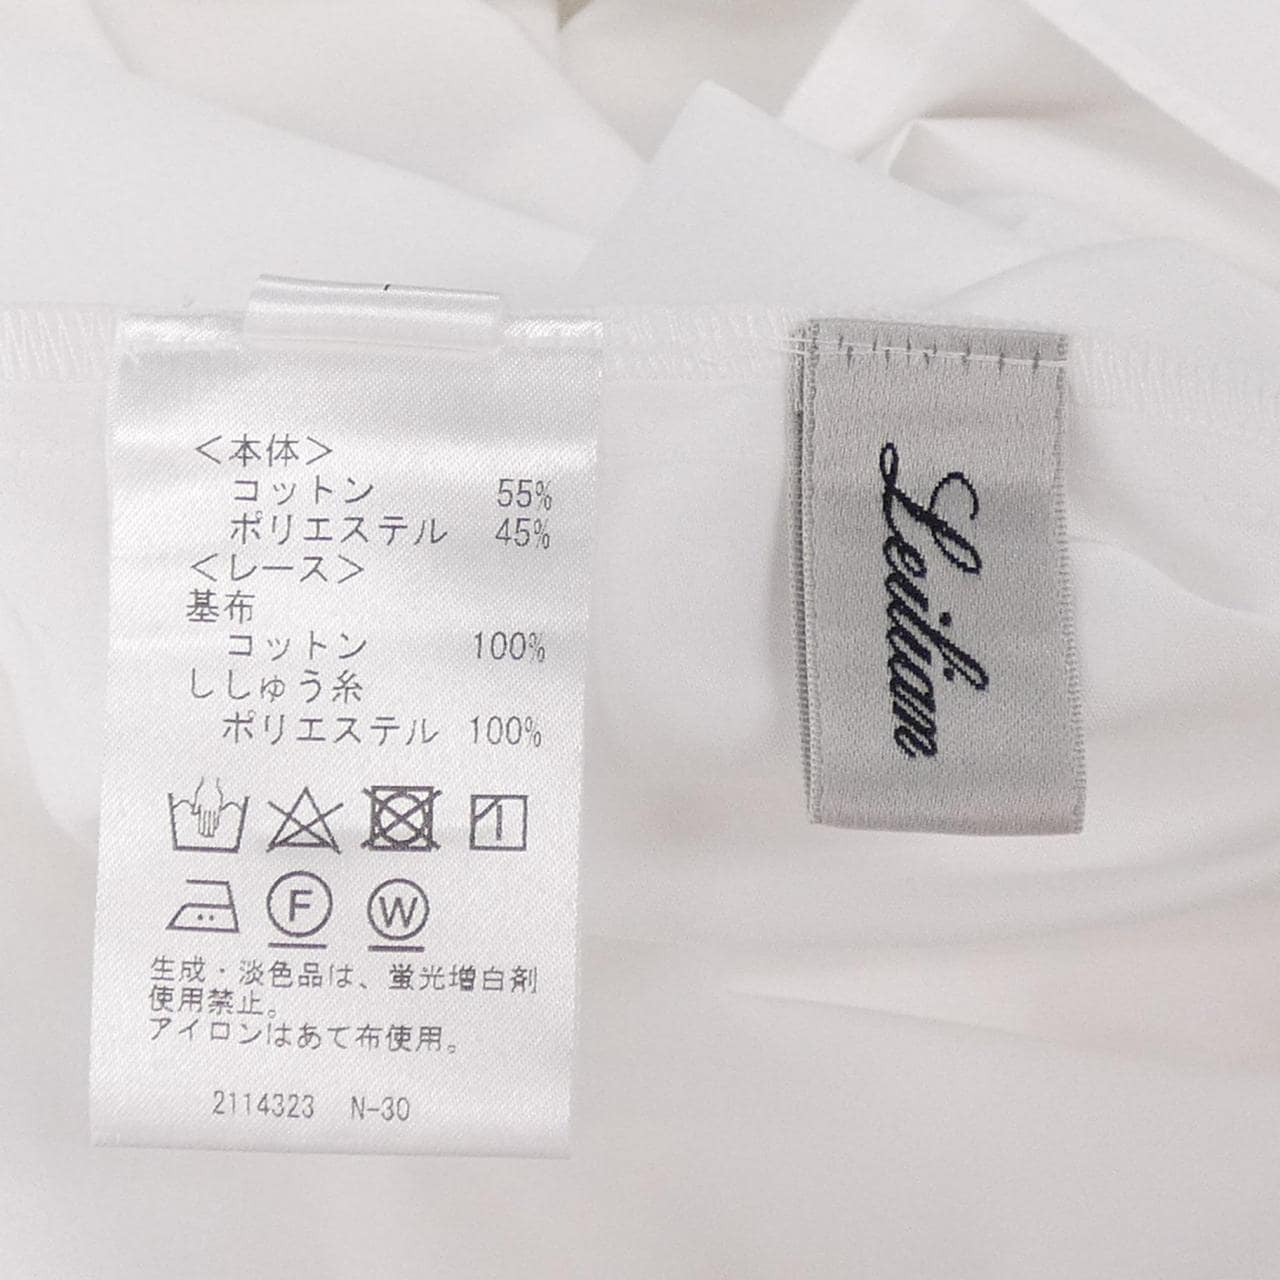 <本体>
コットン 55%
ポリエステル 45%
<レース>
基布
コットン 100%
ししゅう糸
ポリエステル 100%
F W
生成・淡色品は、蛍光増白剤
使用禁止。
アイロンはあて布使用。
2114323 N-30
Leilian